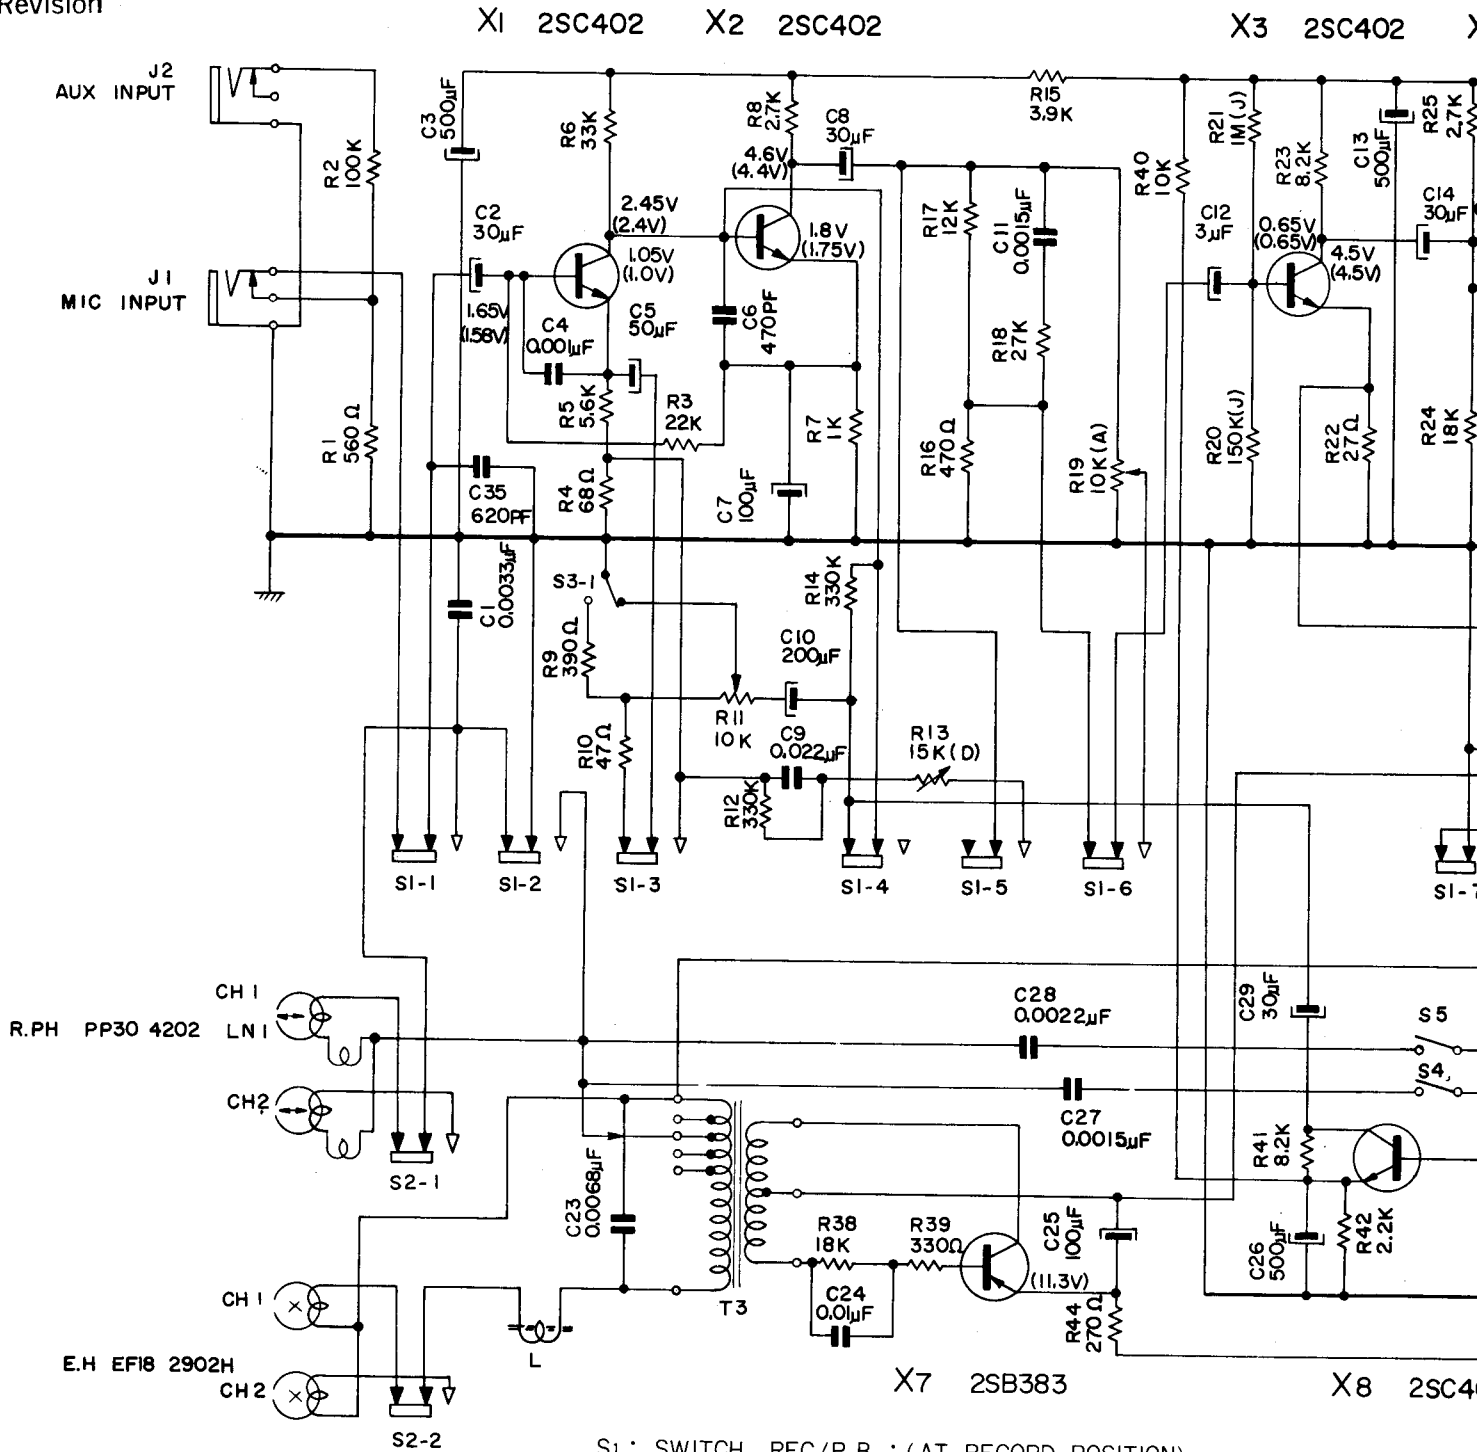 Revision
X1 2SC402
X2 2SC402
X3 2SC402
J2
AUX INPUT
R2
100K
C3
500μF
R6
33K
R8
2.7K
C8
30μF
R15
3.9K
R40
10K
R21
1M(J)
R23
8.2K
C13
500μF
R25
2.7K
4.6V
(4.4V)
C2
30μF
2.45V
(2.4V)
1.05V
(1.0V)
1.8V
(1.75V)
R17
12K
C11
0.0015μF
C12
3μF
0.65V
(0.65V)
4.5V
(4.5V)
C14
30μF
J1
MIC INPUT
1.65V
(1.58V)
C4
0.001μF
C5
50μF
C6
470PF
R18
27K
R1
560Ω
R5
5.6K
R3
22K
R7
1K
R16
470Ω
R19
10K(A)
R20
150K(J)
R22
27Ω
R24
18K
C35
620PF
R4
68Ω
C7
100μF
C1
0.0033μF
S3-1
R9
390Ω
R14
330K
C10
200μF
R10
47Ω
R11
10K
C9
0.022μF
R13
15K(D)
R12
330K
S1-1
S1-2
S1-3
S1-4
S1-5
S1-6
S1-7
CH1
R.PH PP30 4202 LN1
C28
0.0022μF
C29
30μF
S5
S4
CH2
C27
0.0015μF
R41
8.2K
S2-1
C23
0.0068μF
R38
18K
R39
330Ω
C25
100μF
C26
500μF
R42
2.2K
(11.3V)
C24
0.01μF
R44
270Ω
T3
CH1
L
E.H EF18 2902H
CH2
X7 2SB383
X8
S2-2
S1: SWITCH REC/P.B.:(AT RECORD POSITION)